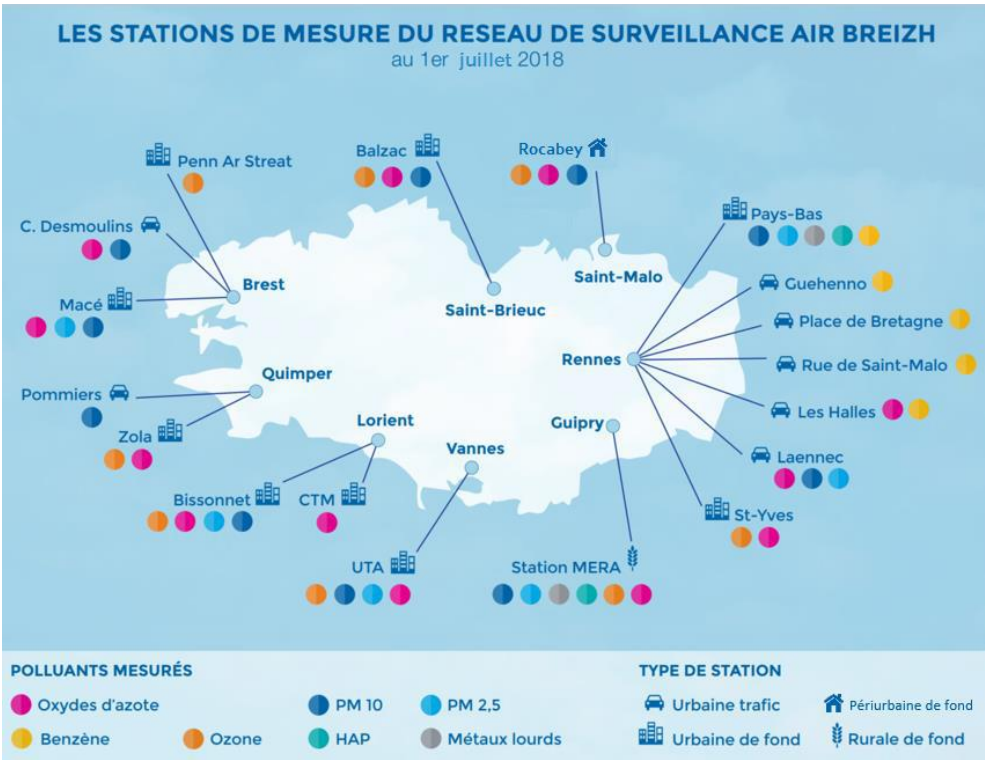 LES STATIONS DE MESURE DU RESEAU DE SURVEILLANCE AIR BREIZH
au 1er juillet 2018
Penn Ar Streat
Balzac
Rocabey
Pays-Bas
C. Desmoulins
Macé
Brest
Saint-Brieuc
Saint-Malo
Guehenno
Place de Bretagne
Rennes
Rue de Saint-Malo
Pommiers
Quimper
Zola
Lorient
Vannes
Guipry
Les Halles
Laennec
Bissonnet
CTM
St-Yves
UTA
Station MERA
POLLUANTS MESURÉS
Oxydes d'azote
PM 10
PM 2,5
Benzène
Ozone
HAP
Métaux lourds
TYPE DE STATION
Urbaine trafic
Périurbaine de fond
Urbaine de fond
Rurale de fond